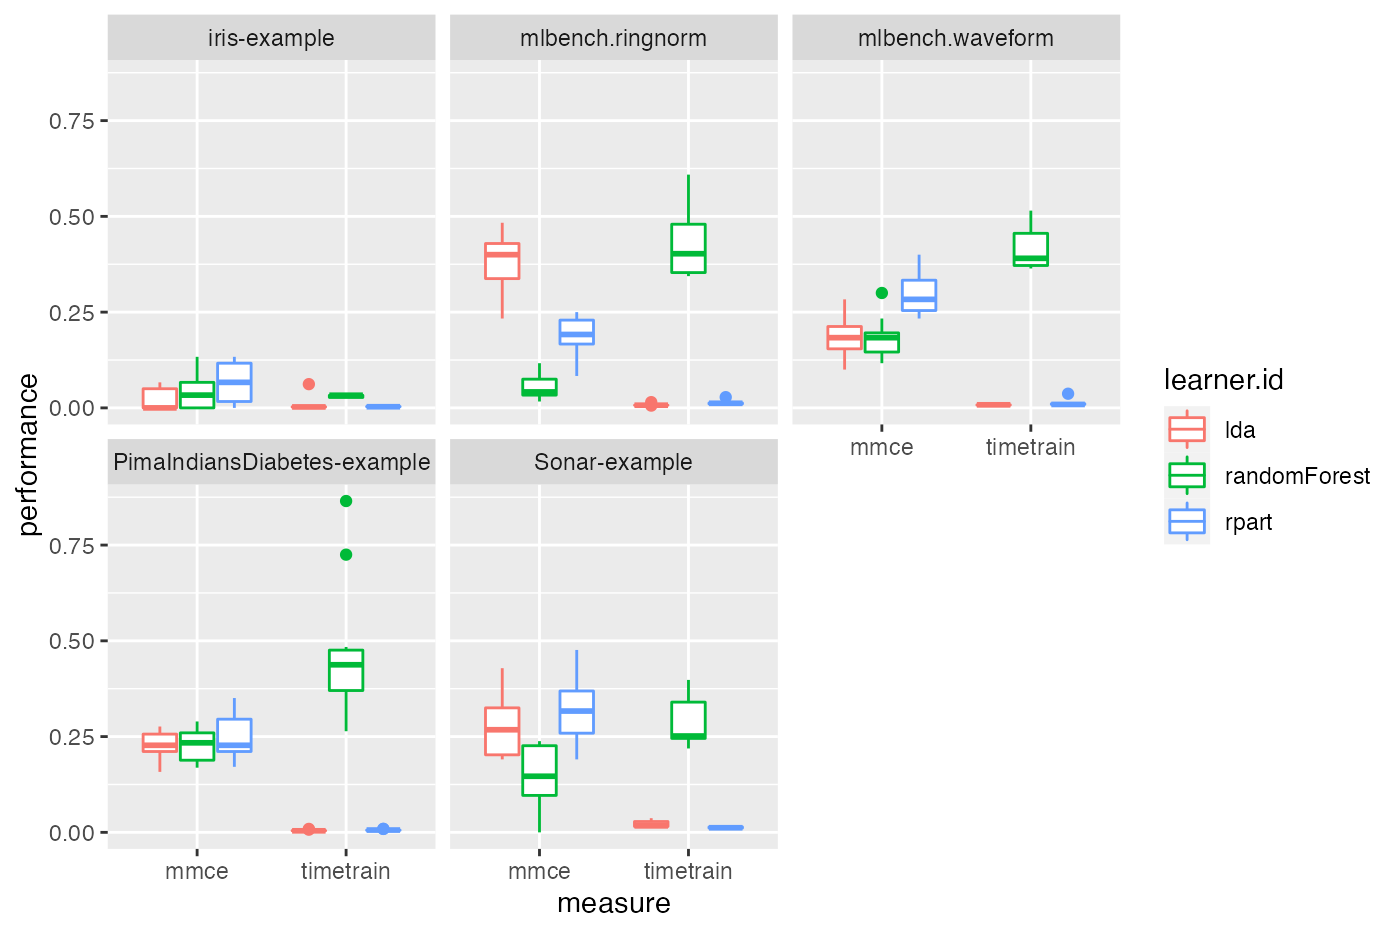 iris-example
mlbench.ringnorm
mlbench.waveform
0.75
0.50
0.25
0.00
mmce
timetrain
PimaIndiansDiabetes-example
Sonar-example
0.75
0.50
0.25
0.00
mmce
timetrain
mmce
timetrain
measure
performance
learner.id
lda
randomForest
rpart